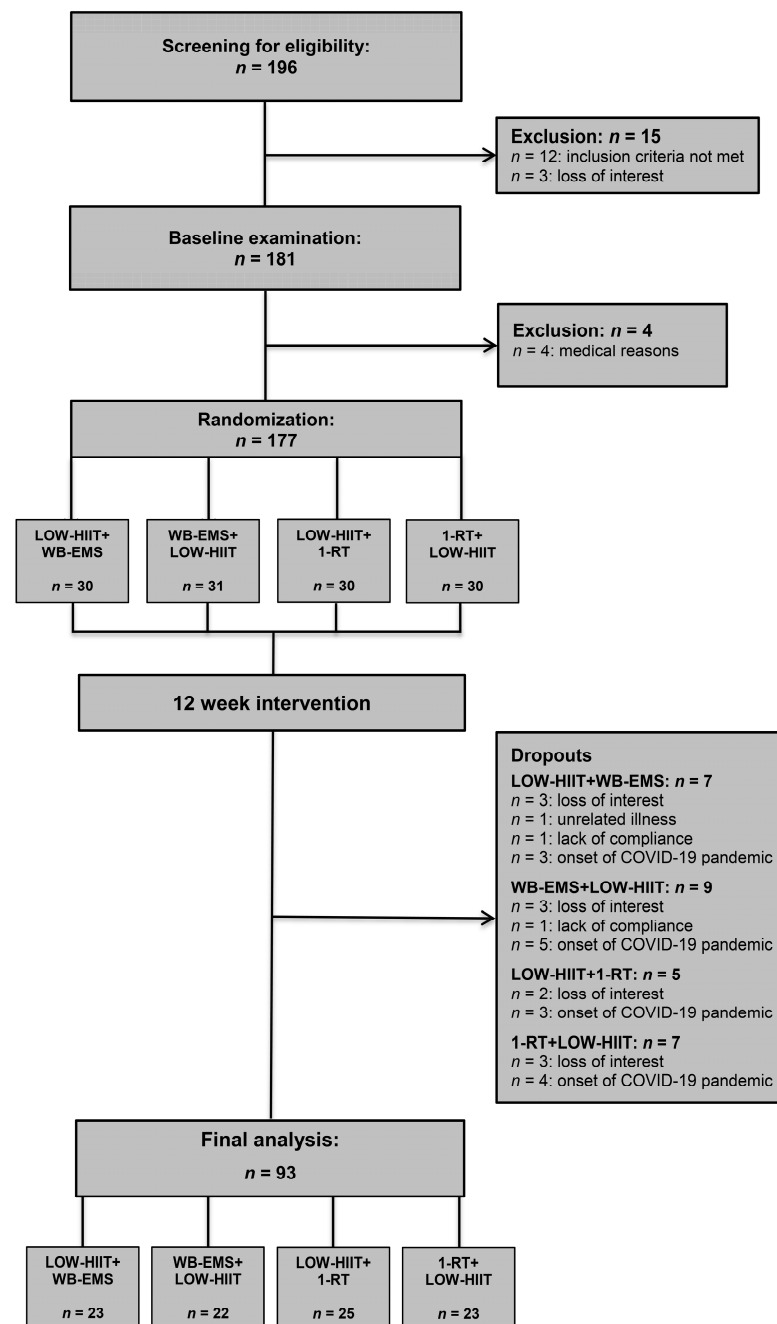 Screening for eligibility:
n = 196
Exclusion: n = 15
n = 12: inclusion criteria not met
n = 3: loss of interest
Baseline examination:
n = 181
Exclusion: n = 4
n = 4: medical reasons
Randomization:
n = 177
LOW-HIIT+
WB-EMS
n = 30
WB-EMS+
LOW-HIIT
n = 31
LOW-HIIT+
1-RT
n = 30
1-RT+
LOW-HIIT
n = 30
12 week intervention
Dropouts
LOW-HIIT+WB-EMS: n = 7
n = 3: loss of interest
n = 1: unrelated illness
n = 1: lack of compliance
n = 3: onset of COVID-19 pandemic
WB-EMS+LOW-HIIT: n = 9
n = 3: loss of interest
n = 1: lack of compliance
n = 5: onset of COVID-19 pandemic
LOW-HIIT+1-RT: n = 5
n = 2: loss of interest
n = 3: onset of COVID-19 pandemic
1-RT+LOW-HIIT: n = 7
n = 3: loss of interest
n = 4: onset of COVID-19 pandemic
Final analysis:
n = 93
LOW-HIIT+
WB-EMS
n = 23
WB-EMS+
LOW-HIIT
n = 22
LOW-HIIT+
1-RT
n = 25
1-RT+
LOW-HIIT
n = 23